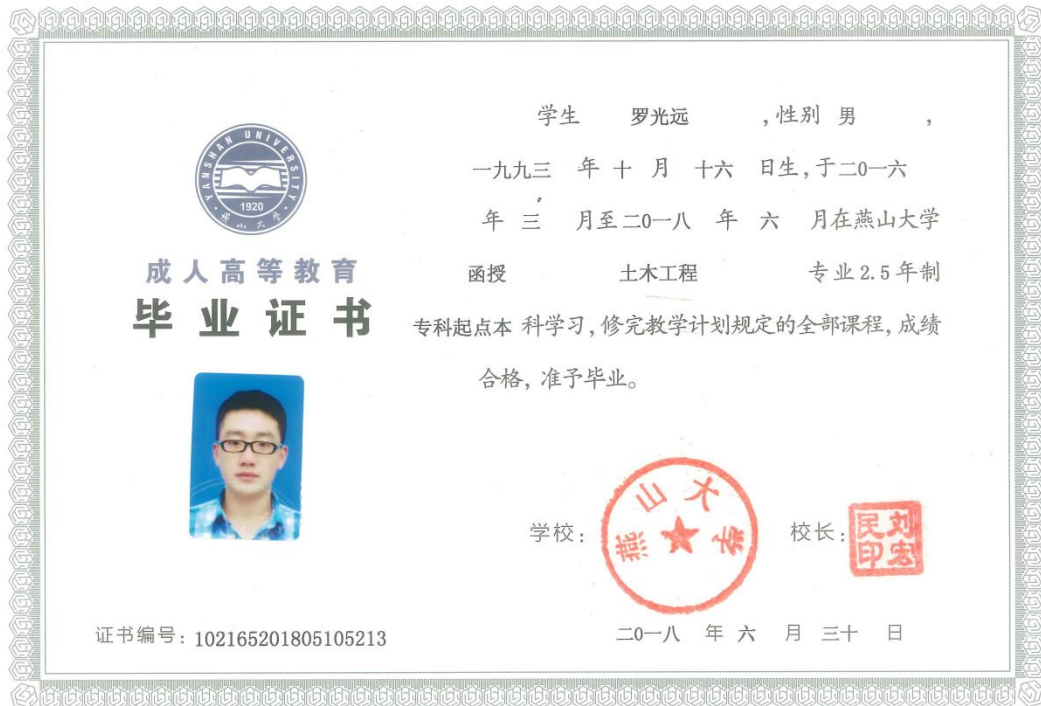 YANSHAN UNIVERSITY
1920
燕山大学
成人高等教育
毕业证书
学生 罗光远 ,性别 男 ,
一九九三 年 十 月 十六 日生,于二0一六
年 三 月至二0一八 年 六 月在燕山大学
函授 土木工程 专业2.5年制
专科起点本 科学习,修完教学计划规定的全部课程,成绩
合格,准予毕业。
学校:
燕山大学
校长:
刘宏民印
证书编号:102165201805105213
二0一八 年 六 月 三十 日